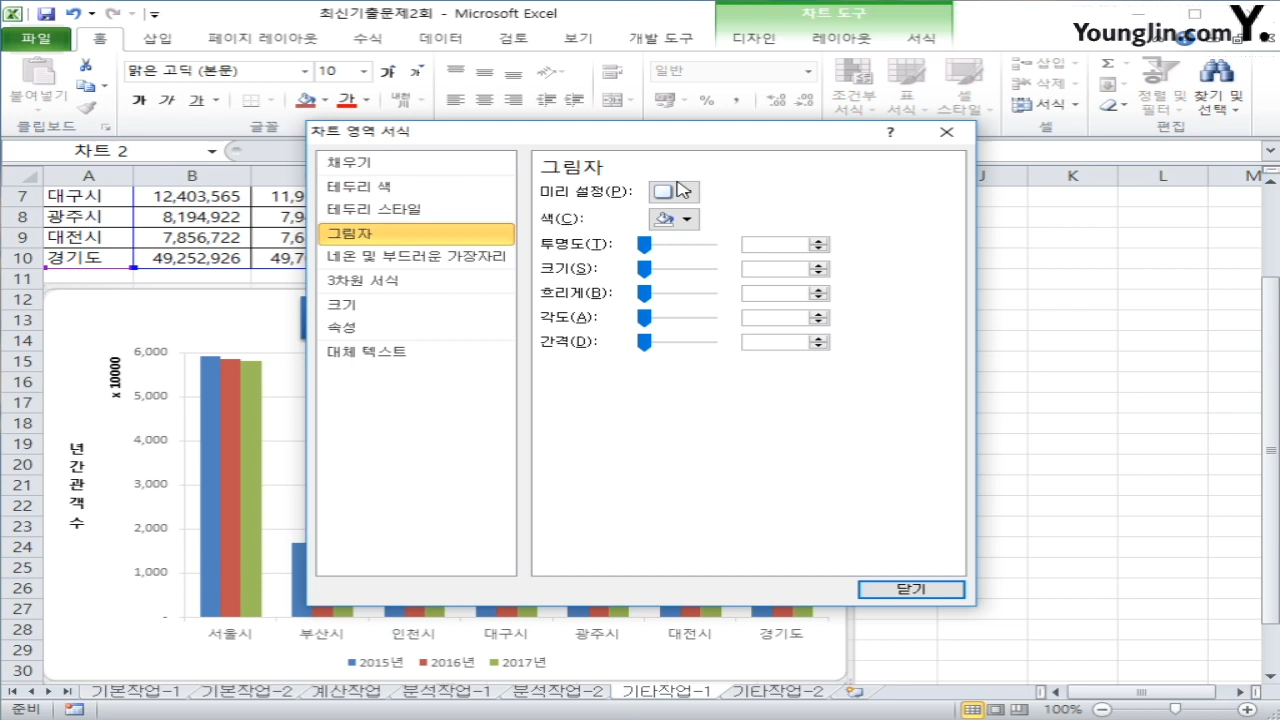 최신기출문제2회 - Microsoft Excel
차트 도구
YoungJin.com Y.
파일 홈 삽입 페이지 레이아웃 수식 데이터 검토 보기 개발 도구 디자인 레이아웃 서식
붙여넣기
맑은 고딕 (본문) 10 가 가
일반
가 가 가 가 내천
% ,
조건부 서식
표 서식
셀 스타일
삽입
삭제
서식
Σ
정렬 및 필터
찾기 및 선택
클립보드 글꼴 셀 편집
차트 2
A B J K L M
7 대구시 12,403,565 11,9
8 광주시 8,194,922 7,9
9 대전시 7,856,722 7,6
10 경기도 49,252,926 49,7
11
12
13
14
15
16
17
18
19
20
21
22
23
24
25
26
27
28
29
30
x 10000
6,000
5,000
4,000
3,000
2,000
1,000
-
년간관객수
서울시 부산시 인천시 대구시 광주시 대전시 경기도
2015년 2016년 2017년
차트 영역 서식 ?
채우기
테두리 색
테두리 스타일
그림자
네온 및 부드러운 가장자리
3차원 서식
크기
속성
대체 텍스트
그림자
미리 설정(P):
색(C):
투명도(T):
크기(S):
흐리게(B):
각도(A):
간격(D):
닫기
기본작업-1 기본작업-2 계산작업 분석작업-1 분석작업-2 기타작업-1 기타작업-2
준비 100%